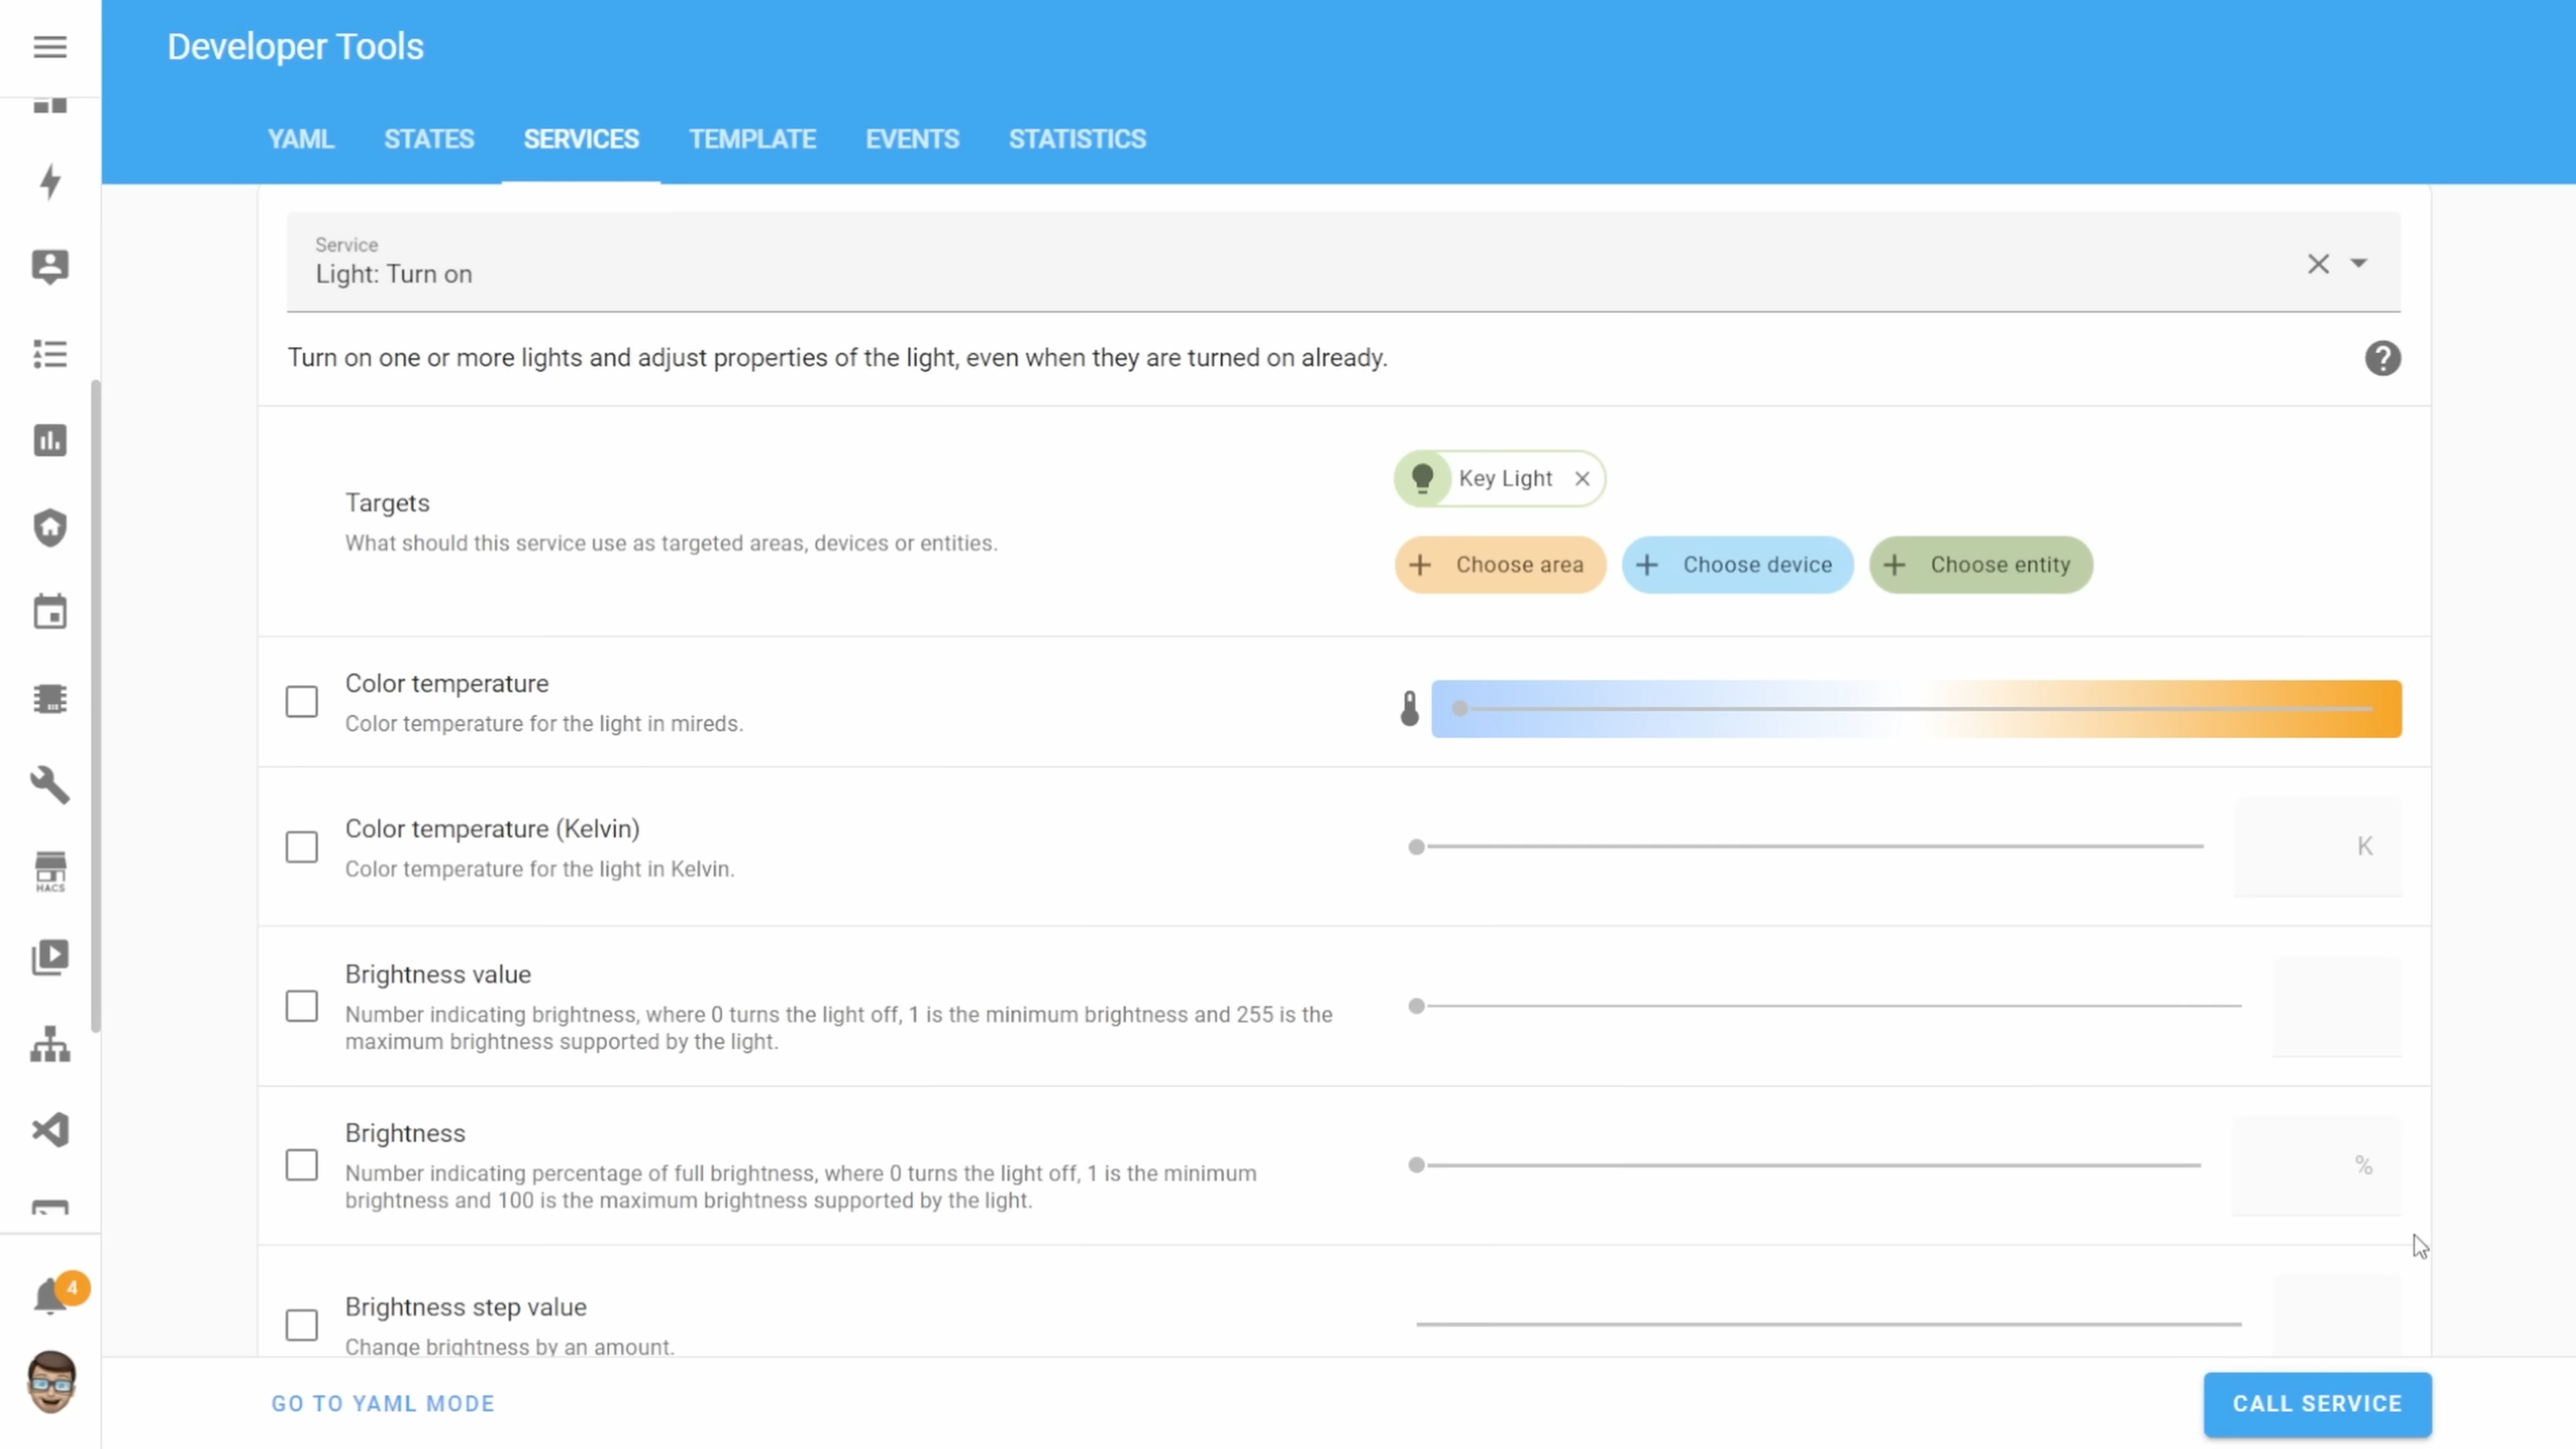 Developer Tools
YAML
STATES
SERVICES
TEMPLATE
EVENTS
STATISTICS
Service
Light: Turn on
Turn on one or more lights and adjust properties of the light, even when they are turned on already.
Key Light
Targets
What should this service use as targeted areas, devices or entities.
Choose area
Choose device
Choose entity
Color temperature
Color temperature for the light in mireds.
Color temperature (Kelvin)
Color temperature for the light in Kelvin.
K
Brightness value
Number indicating brightness, where 0 turns the light off, 1 is the minimum brightness and 255 is the
maximum brightness supported by the light.
Brightness
Number indicating percentage of full brightness, where 0 turns the light off, 1 is the minimum
brightness and 100 is the maximum brightness supported by the light.
%
Brightness step value
Change brightness by an amount.
HACS
4
GO TO YAML MODE
CALL SERVICE